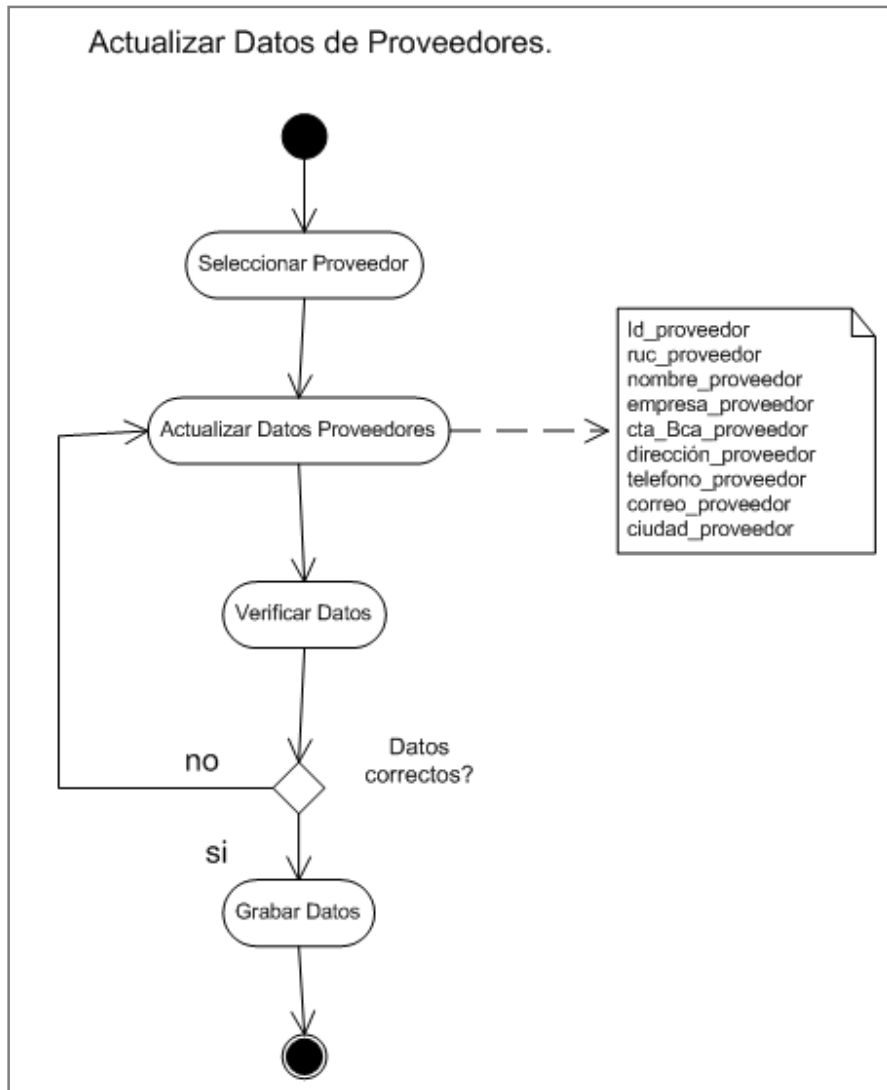 Actualizar Datos de Proveedores.
Seleccionar Proveedor
Actualizar Datos Proveedores
Id_proveedor
ruc_proveedor
nombre_proveedor
empresa_proveedor
cta_Bca_proveedor
dirección_proveedor
telefono_proveedor
correo_proveedor
ciudad_proveedor
Verificar Datos
Datos
correctos?
no
si
Grabar Datos